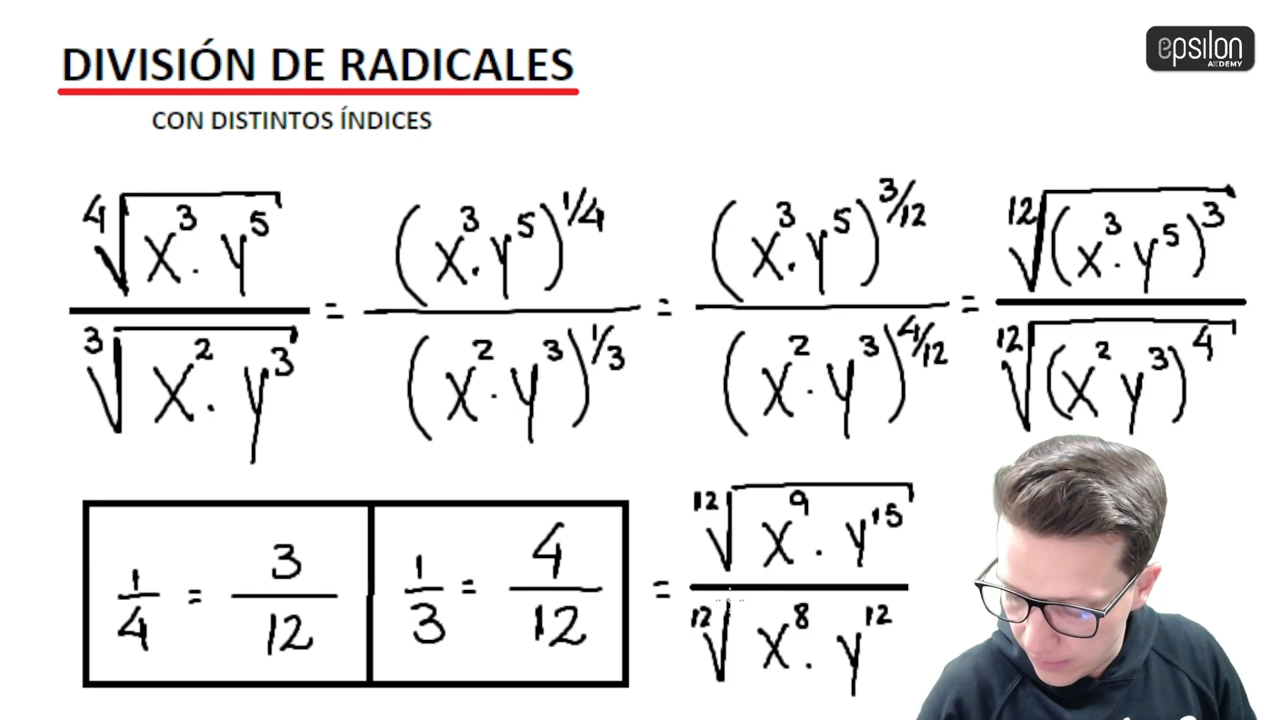 DIVISIÓN DE RADICALES
CON DISTINTOS ÍNDICES
epsilon
ACADEMY
⁴√(x³·y⁵) / ³√(x²·y³) = (x³·y⁵)^(1/4) / (x²·y³)^(1/3) = (x³·y⁵)^(3/12) / (x²·y³)^(4/12) = ¹²√((x³·y⁵)³) / ¹²√((x²y³)⁴)
1/4 = 3/12
1/3 = 4/12
= ¹²√(x⁹·y¹⁵) / ¹²√(x⁸·y¹²)